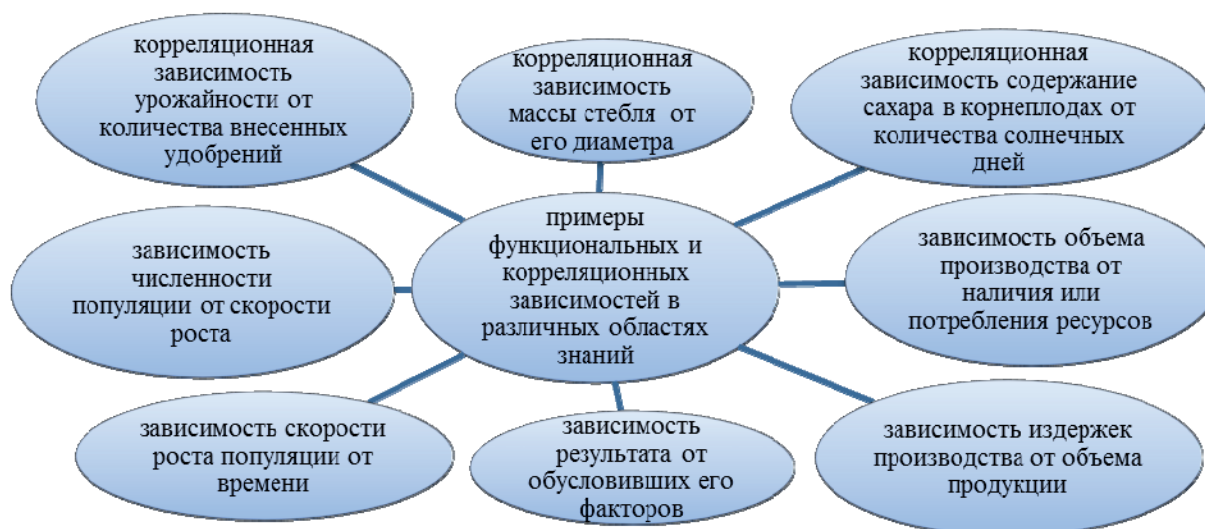 корреляционная
зависимость
урожайности от
количества внесенных
удобрений
корреляционная
зависимость
массы стебля от
его диаметра
корреляционная
зависимость содержание
сахара в корнеплодах от
количества солнечных
дней
зависимость
численности
популяции от скорости
роста
примеры
функциональных и
корреляционных
зависимостей в
различных областях
знаний
зависимость объема
производства от
наличия или
потребления ресурсов
зависимость скорости
роста популяции от
времени
зависимость
результата от
обусловивших его
факторов
зависимость издержек
производства от объема
продукции